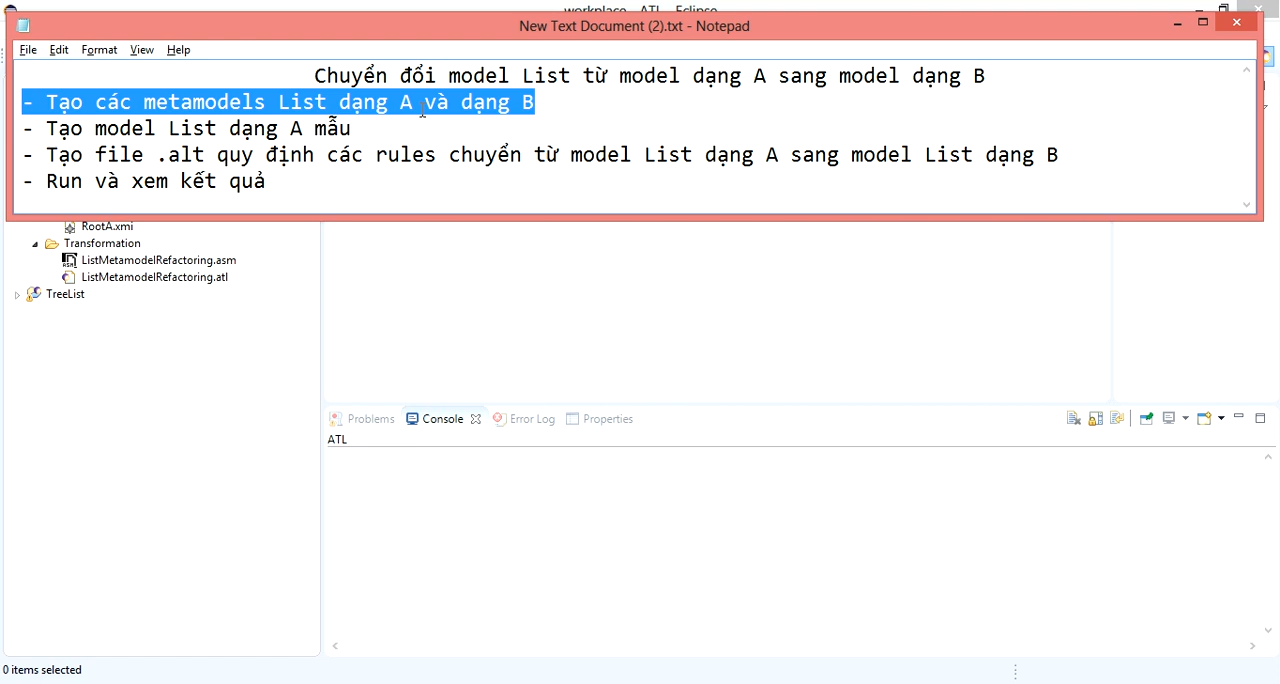 workplace - ATL - Eclipse
New Text Document (2).txt - Notepad
File Edit Format View Help
Chuyển đổi model List từ model dạng A sang model dạng B
- Tạo các metamodels List dạng A và dạng B
- Tạo model List dạng A mẫu
- Tạo file .alt quy định các rules chuyển từ model List dạng A sang model List dạng B
- Run và xem kết quả
RootA.xmi
Transformation
ListMetamodelRefactoring.asm
ListMetamodelRefactoring.atl
TreeList
Problems Console Error Log Properties
ATL
0 items selected